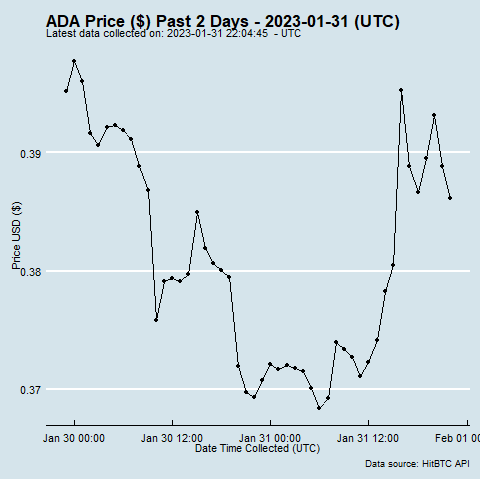 ADA Price ($) Past 2 Days - 2023-01-31 (UTC)
Latest data collected on: 2023-01-31 22:04:45 - UTC
Price USD ($)
0.39
0.38
0.37
Jan 30 00:00 Jan 30 12:00 Jan 31 00:00 Jan 31 12:00 Feb 01 0
Date Time Collected (UTC)
Data source: HitBTC API